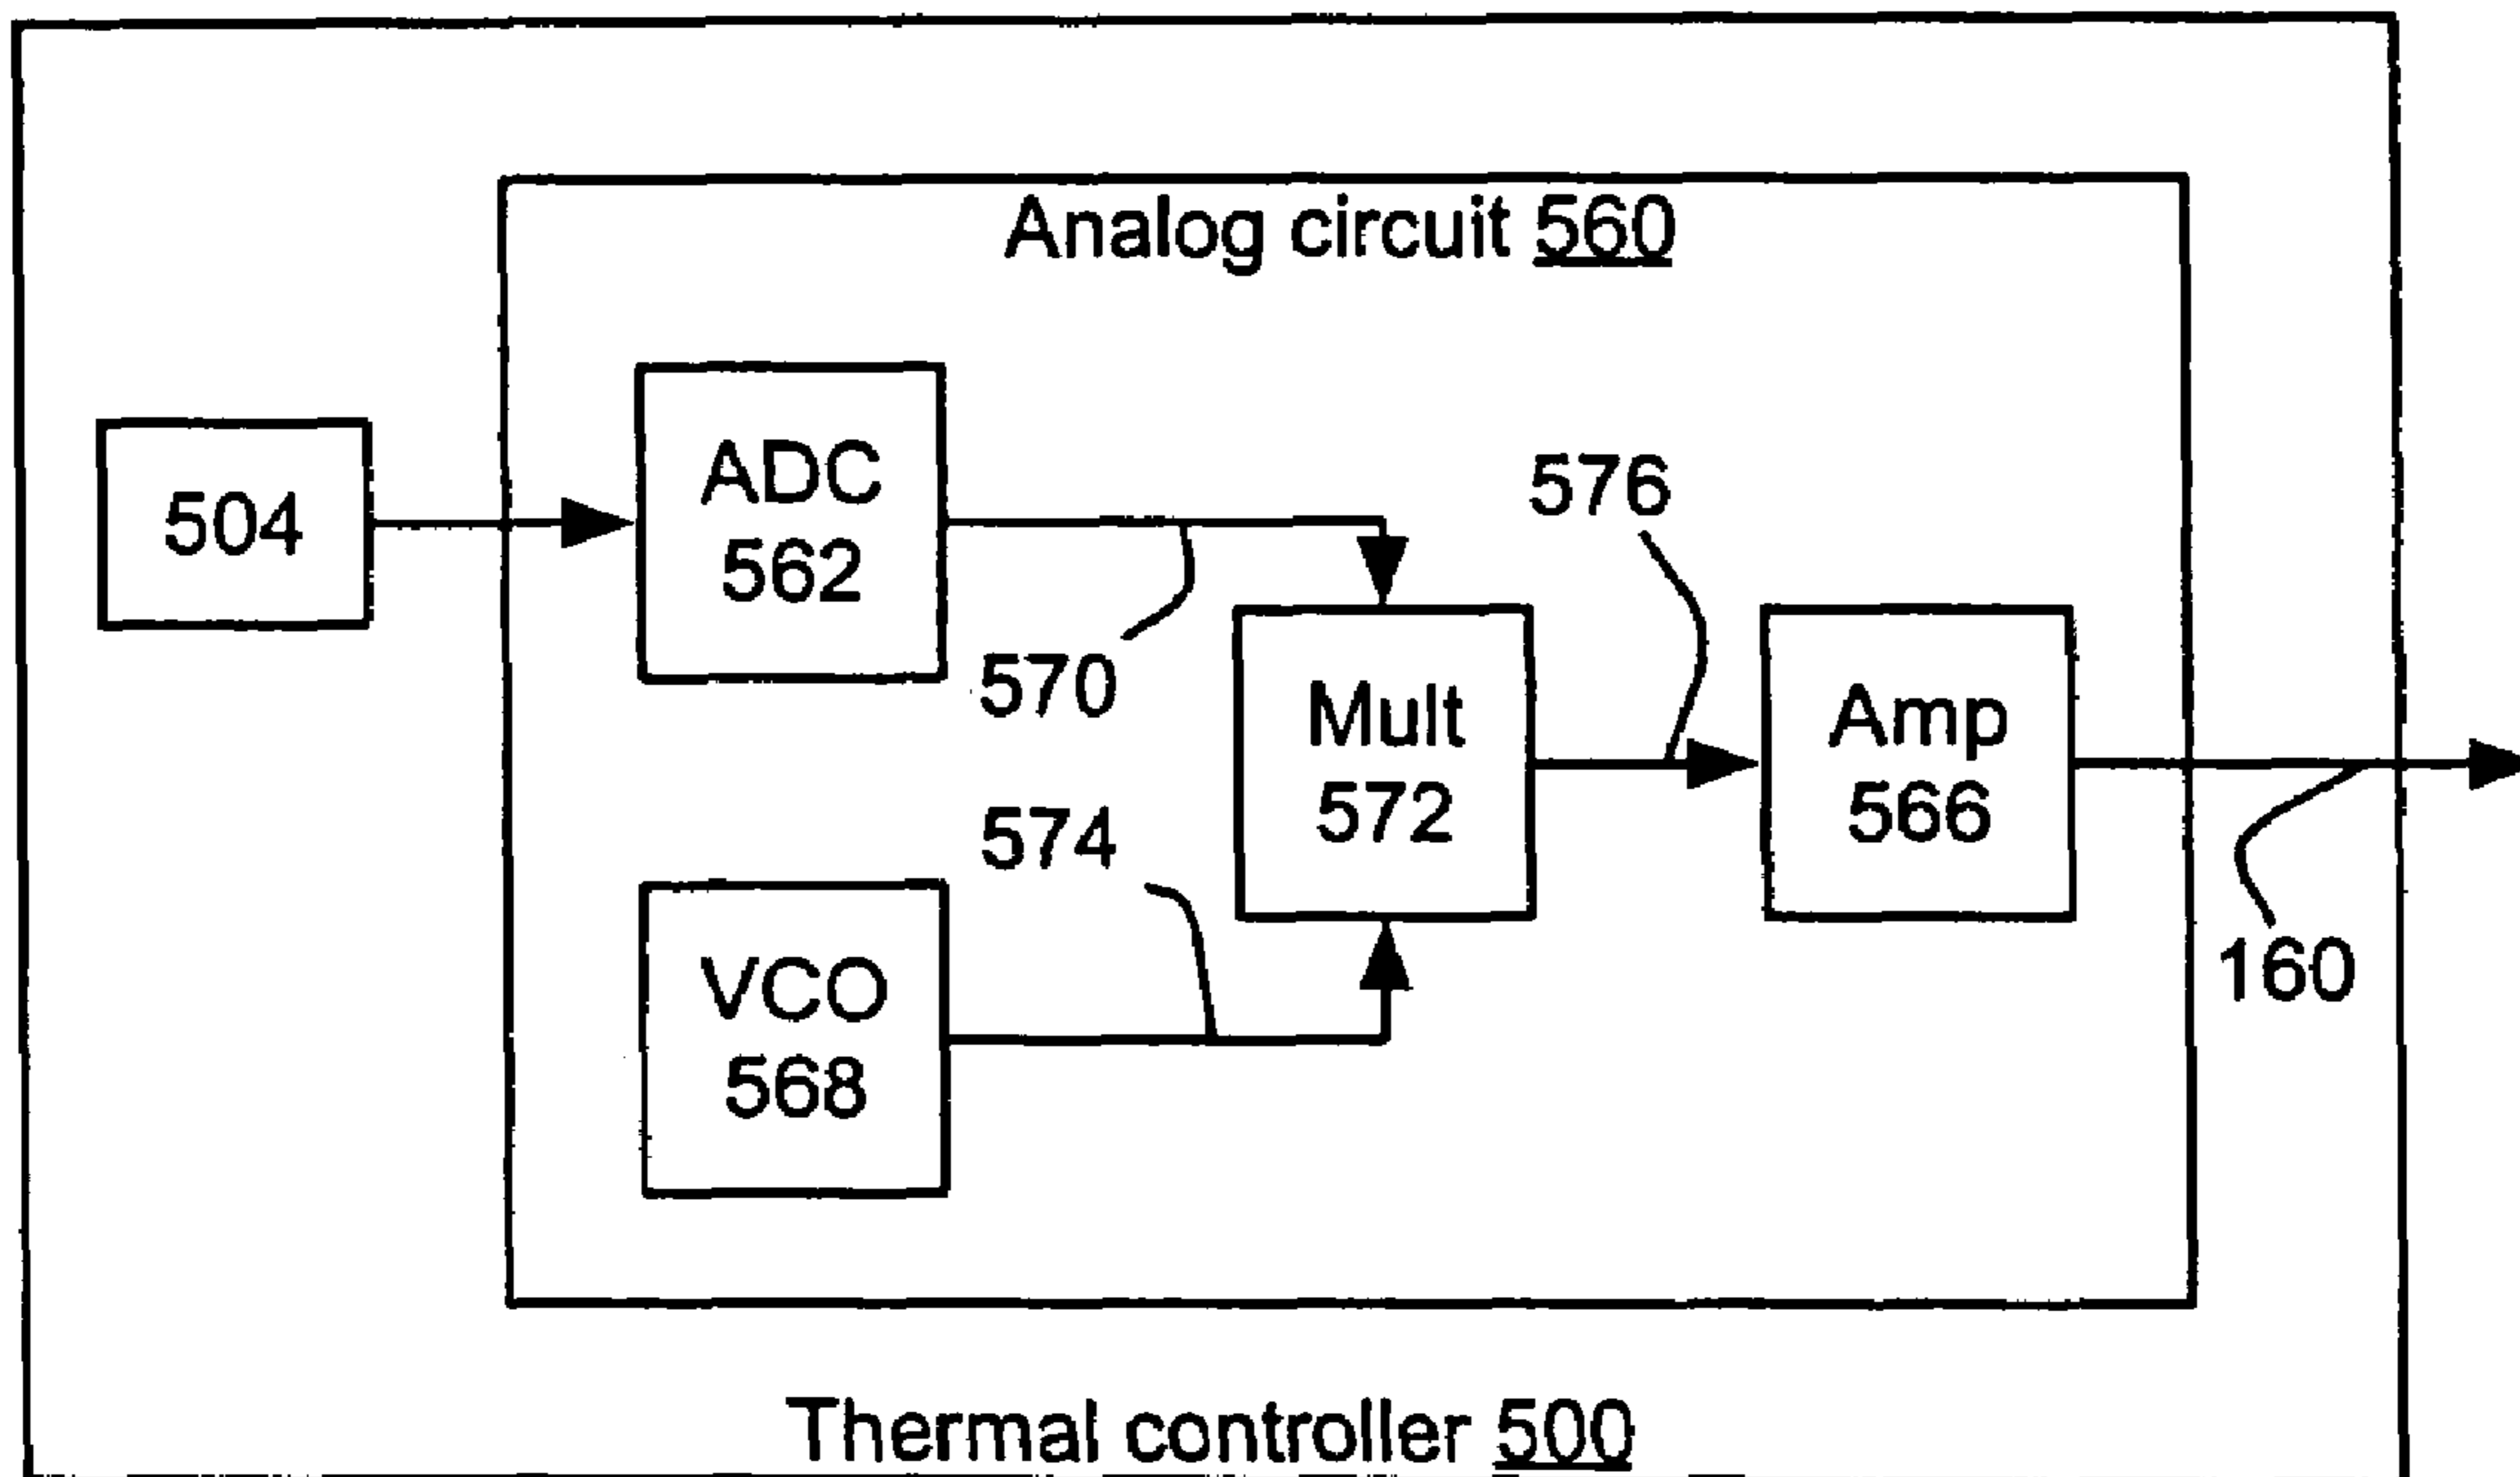 Analog circuit 560
504
ADC
562
576
570
Mult
572
Amp
566
574
VCO
568
160
Thermal controller 500